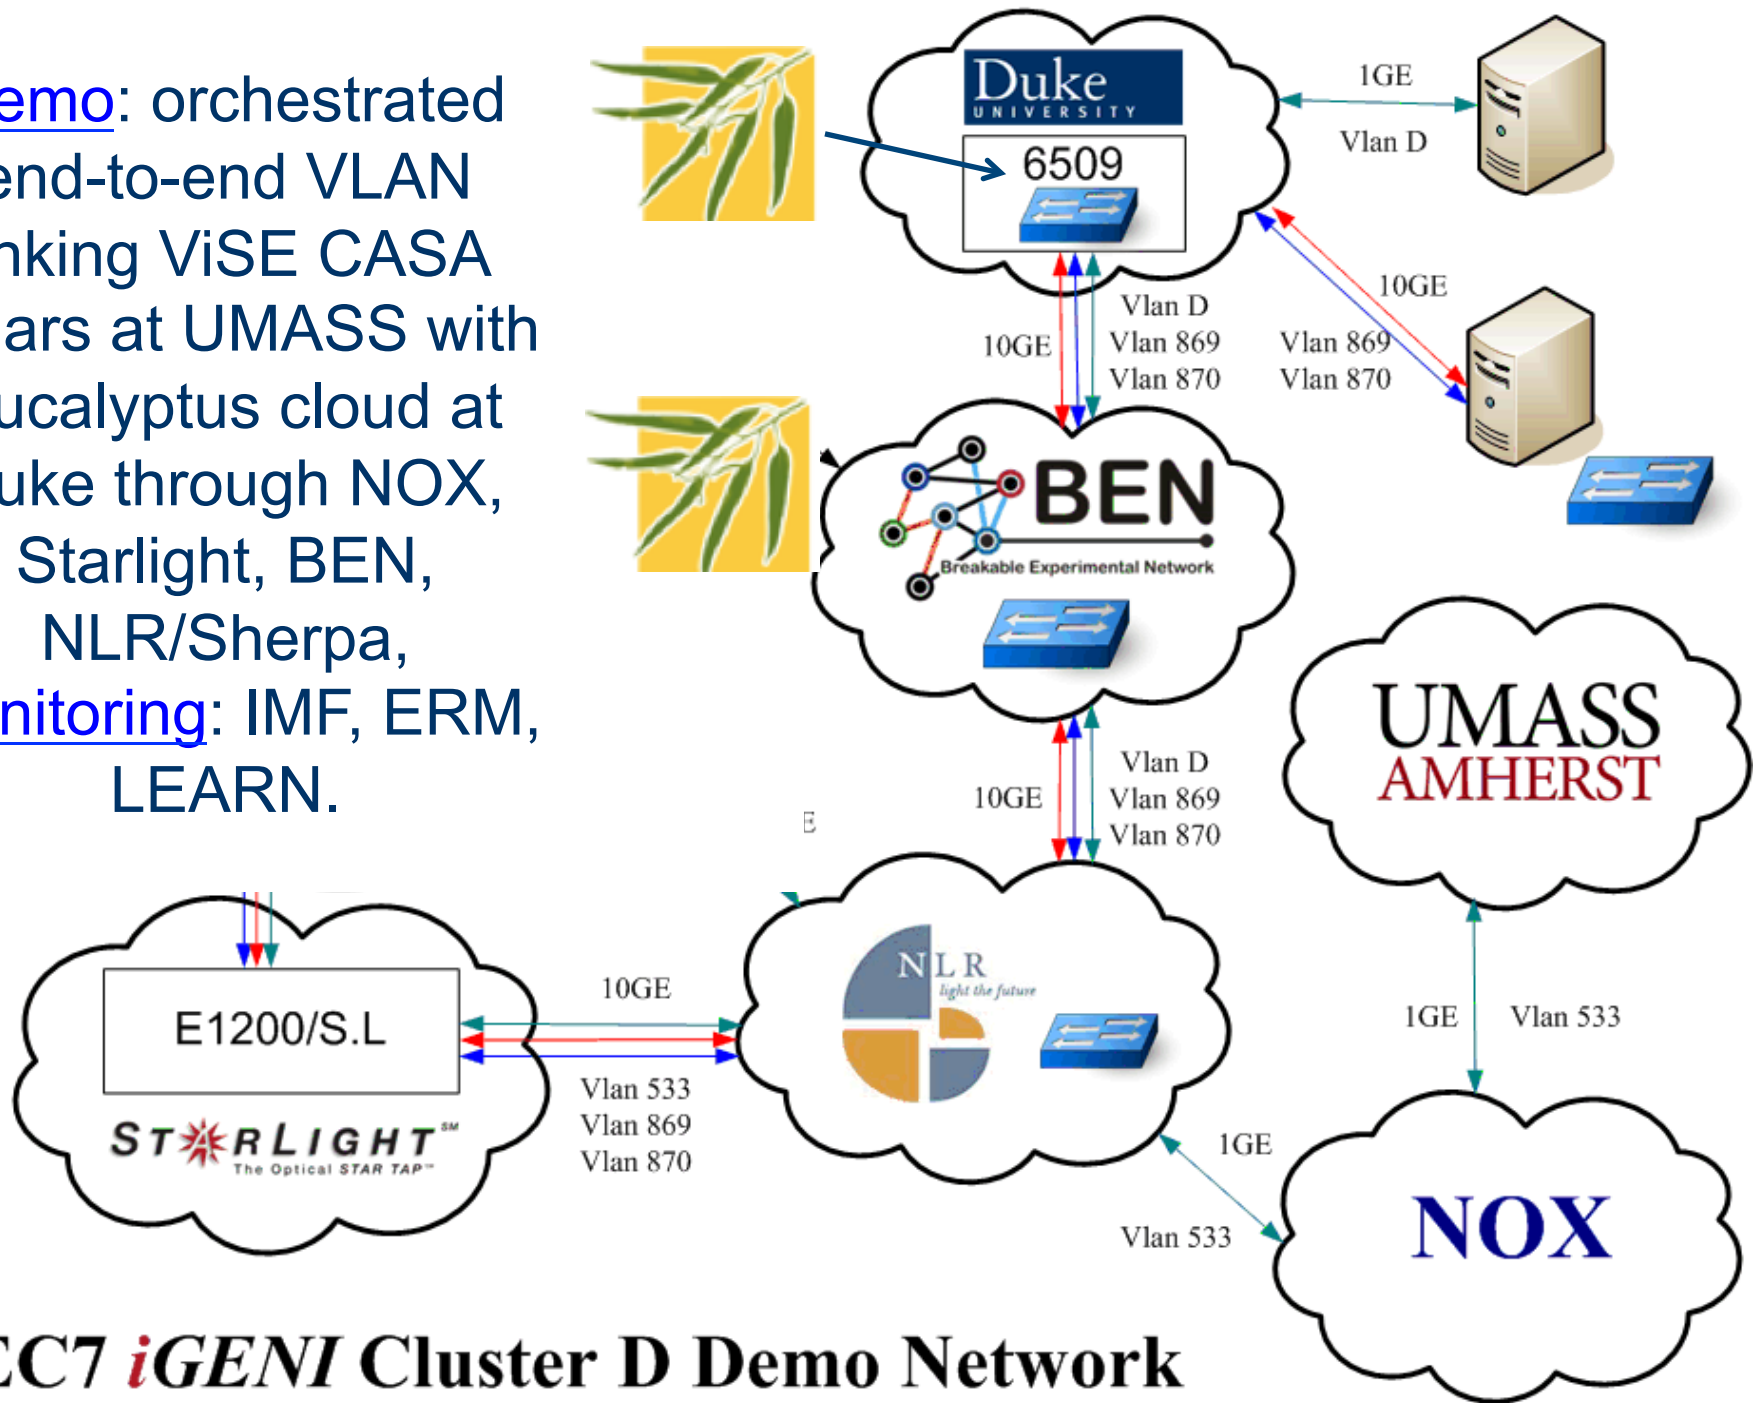 emo: orchestrated
end-to-end VLAN
nking ViSE CASA
ars at UMASS with
ucalyptus cloud at
uke through NOX,
Starlight, BEN,
NLR/Sherpa,
nitoring: IMF, ERM,
LEARN.
Duke
UNIVERSITY
6509
1GE
Vlan D
10GE
Vlan 869
Vlan 870
10GE
Vlan D
Vlan 869
Vlan 870
BEN
Breakable Experimental Network
10GE
Vlan D
Vlan 869
Vlan 870
E
UMASS
AMHERST
1GE
Vlan 533
NLR
light the future
E1200/S.L
STARLIGHT℠
The Optical STAR TAP™
10GE
Vlan 533
Vlan 869
Vlan 870
1GE
Vlan 533
NOX
EC7 iGENI Cluster D Demo Network